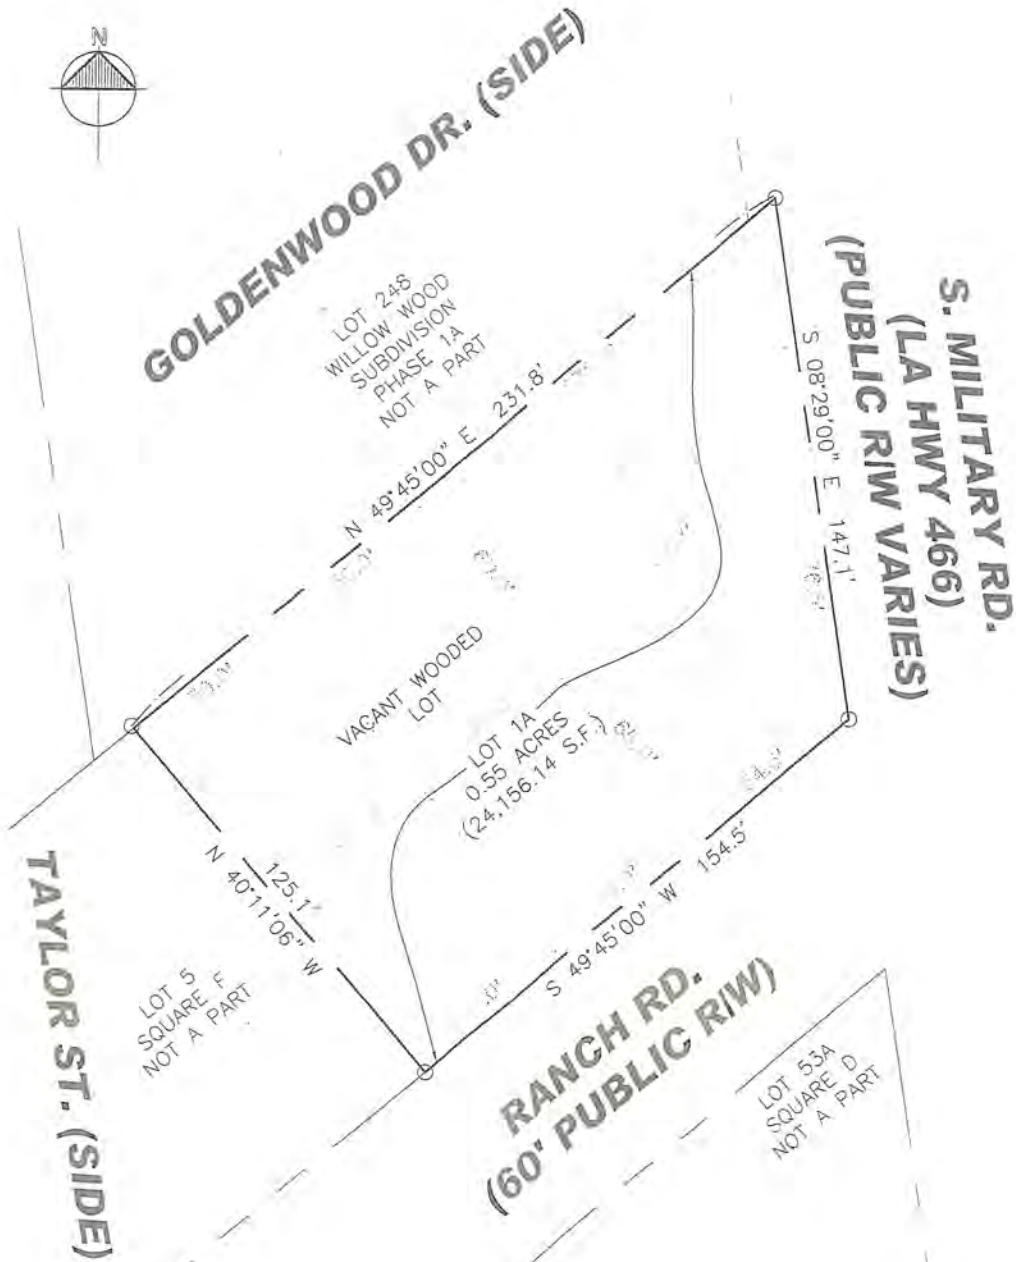 N
GOLDENWOOD DR. (SIDE)
LOT 248
WILLOW WOOD
SUBDIVISION
PHASE 1A
NOT A PART
S. MILITARY RD.
(LA HWY 466)
(PUBLIC R/W VARIES)
S 08°29'00" E 147.1'
N 49°45'00" E 231.8'
VACANT WOODED
LOT
LOT 1A
0.55 ACRES
(24,156.14 S.F.)
125.1'
N 40°11'06" W
S 49°45'00" W 154.5'
LOT 5
SQUARE F
NOT A PART
TAYLOR ST. (SIDE)
RANCH RD.
(60' PUBLIC R/W)
LOT 53A
SQUARE D
NOT A PART